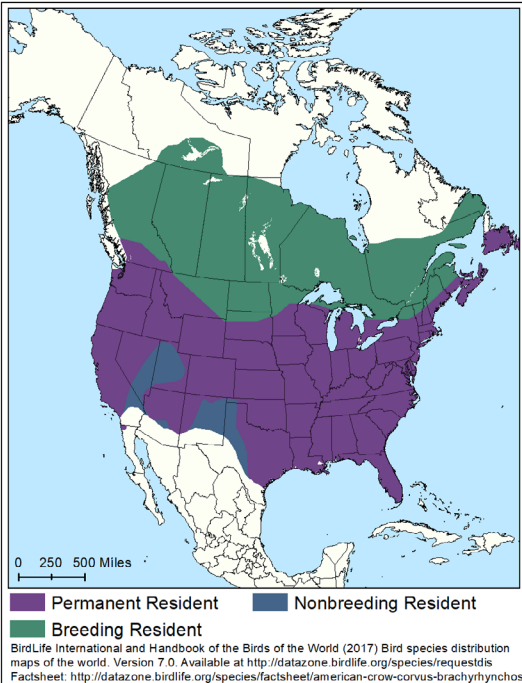 0 250 500 Miles
Permanent Resident Nonbreeding Resident
Breeding Resident
BirdLife International and Handbook of the Birds of the World (2017) Bird species distribution
maps of the world. Version 7.0. Available at http://datazone.birdlife.org/species/requestdis
Factsheet: http://datazone.birdlife.org/species/factsheet/american-crow-corvus-brachyrhynchos